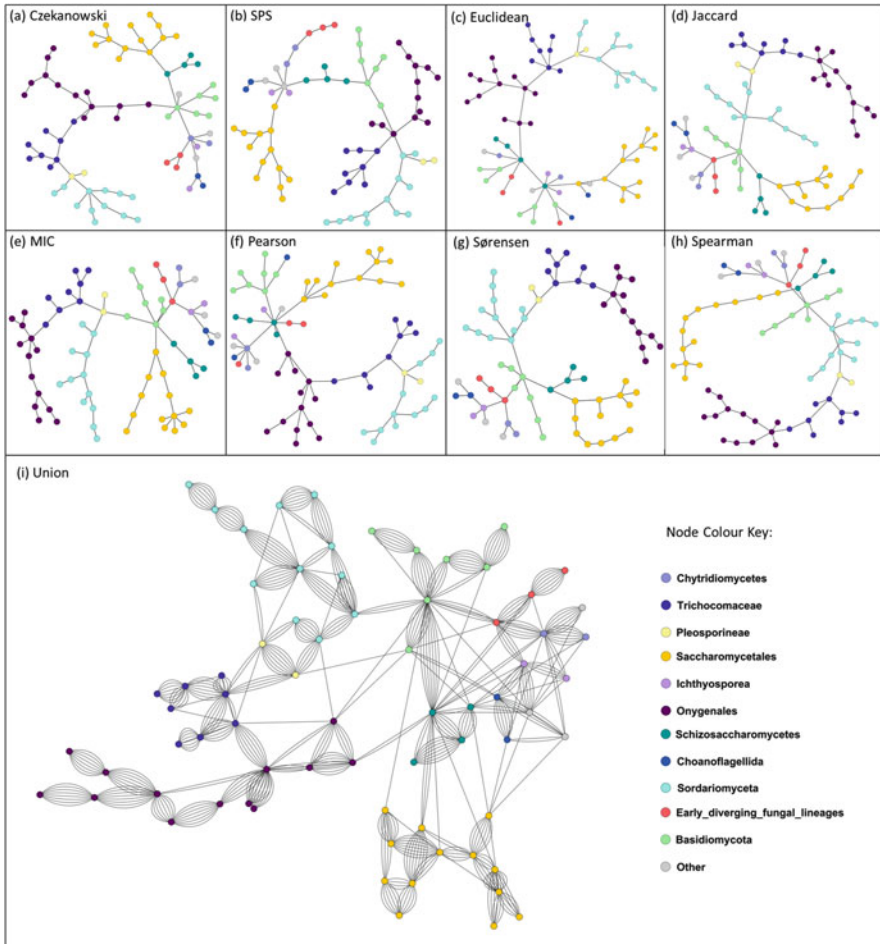 (a) Czekanowski
(b) SPS
(c) Euclidean
(d) Jaccard
(e) MIC
(f) Pearson
(g) Sørensen
(h) Spearman
(i) Union
Node Colour Key:
Chytridiomycetes
Trichocomaceae
Pleosporineae
Saccharomycetales
Ichthyosporea
Onygenales
Schizosaccharomycetes
Choanoflagellida
Sordariomyceta
Early_diverging_fungal_lineages
Basidiomycota
Other